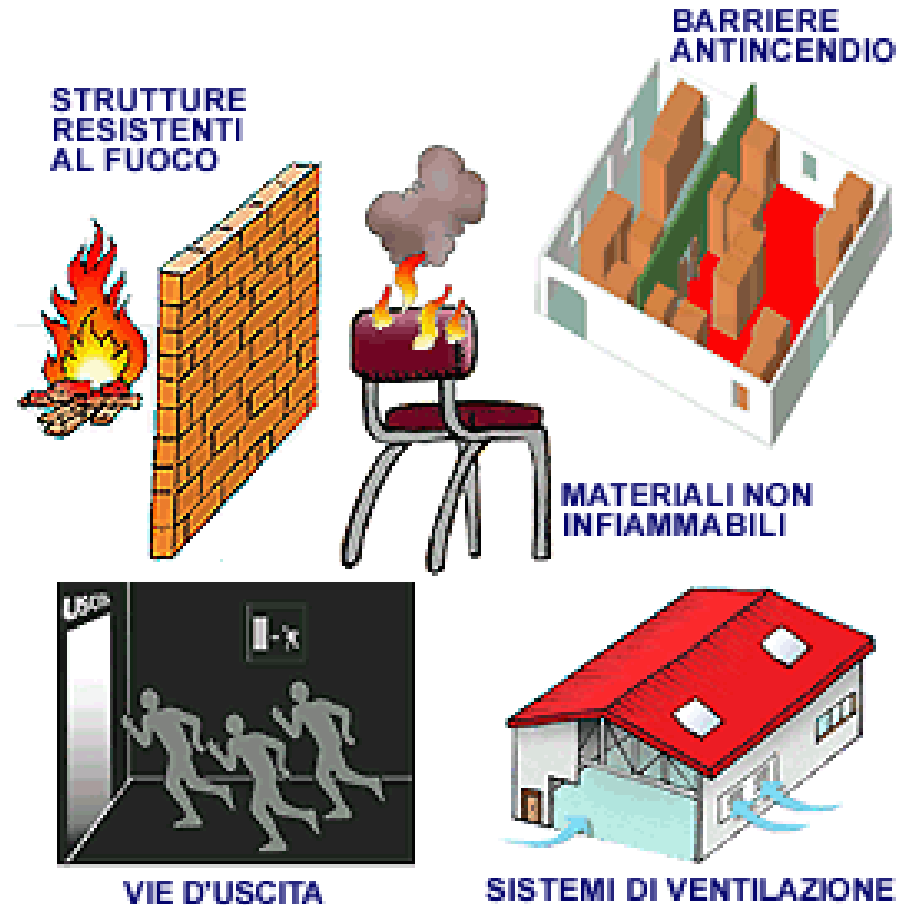 BARRIERE
ANTINCENDIO
STRUTTURE
RESISTENTI
AL FUOCO
MATERIALI NON
INFIAMMABILI
USCITA
VIE D'USCITA
SISTEMI DI VENTILAZIONE